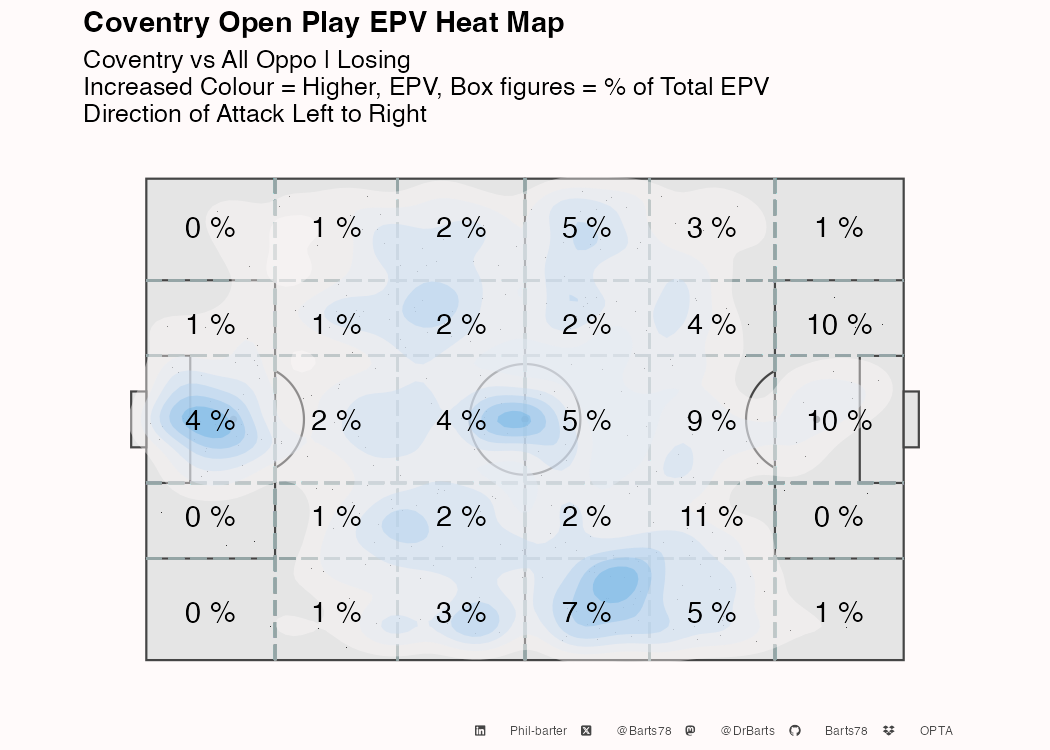 Coventry Open Play EPV Heat Map
Coventry vs All Oppo | Losing
Increased Colour = Higher, EPV, Box figures = % of Total EPV
Direction of Attack Left to Right
0 % 1 % 2 % 5 % 3 % 1 %
1 % 1 % 2 % 2 % 4 % 10 %
4 % 2 % 4 % 5 % 9 % 10 %
0 % 1 % 2 % 2 % 11 % 0 %
0 % 1 % 3 % 7 % 5 % 1 %
Phil-barter @Barts78 @DrBarts Barts78 OPTA